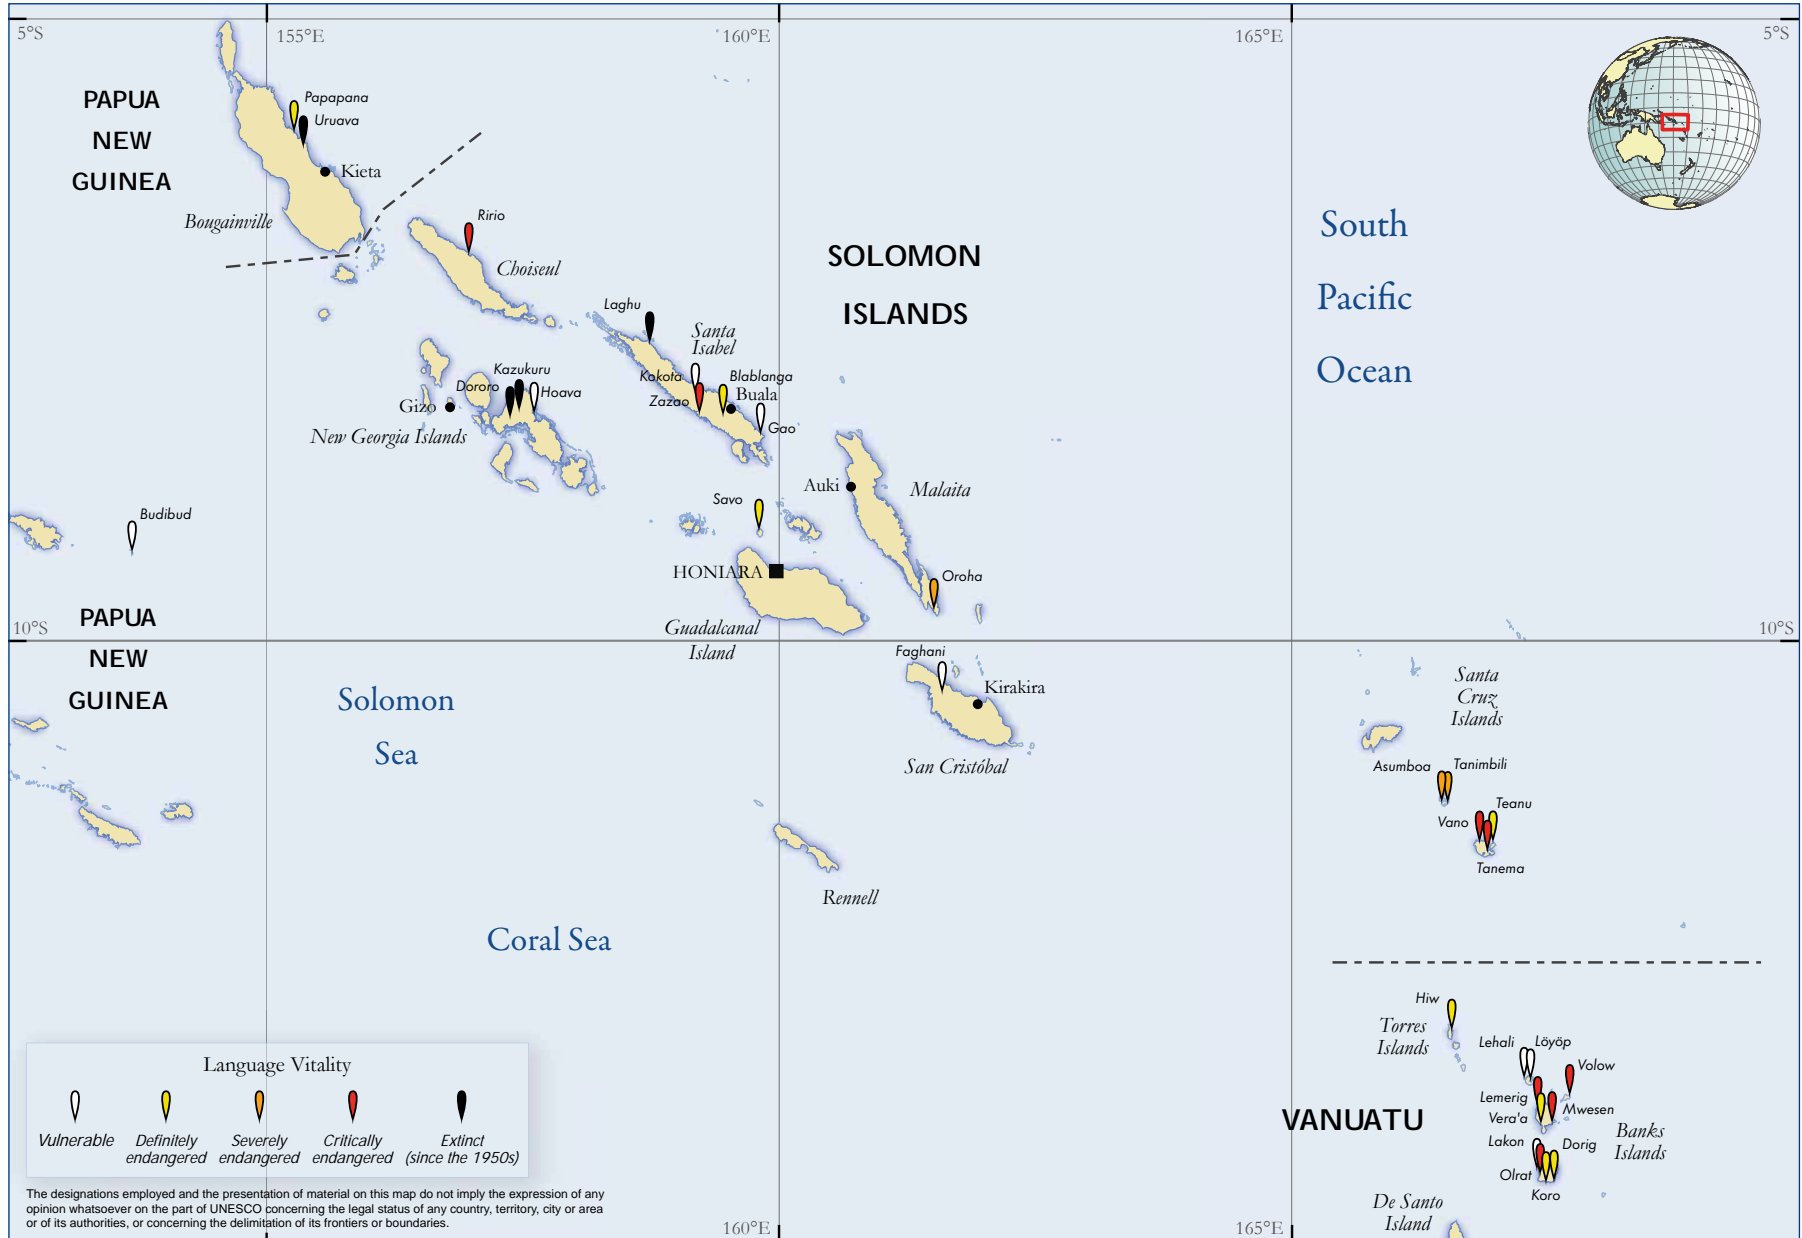 5°S
155°E
160°E
165°E
5°S
PAPUA
NEW
GUINEA
Papapana
Uruava
Kieta
Bougainville
Ririo
Choiseul
SOLOMON
ISLANDS
South
Pacific
Ocean
Laghu
Santa
Isabel
Kazukuru
Dororo
Hoava
Gizo
New Georgia Islands
Kokota
Zazao
Blablanga
Buala
Gao
Auki
Malaita
Savo
Budibud
HONIARA
Oroha
Guadalcanal
Island
PAPUA
NEW
GUINEA
10°S
10°S
Solomon
Sea
Faghani
Kirakira
San Cristóbal
Santa
Cruz
Islands
Asumboa
Tanimbili
Teanu
Vano
Tanema
Rennell
Coral Sea
Hiw
Torres
Islands
Lehali
Löyöp
Volow
Lemerig
Vera'a
Mwesen
VANUATU
Banks
Islands
Lakon
Dorig
Olrat
Koro
De Santo
Island
Language Vitality
Vulnerable
Definitely
endangered
Severely
endangered
Critically
endangered
Extinct
(since the 1950s)
The designations employed and the presentation of material on this map do not imply the expression of any
opinion whatsoever on the part of UNESCO concerning the legal status of any country, territory, city or area
or of its authorities, or concerning the delimitation of its frontiers or boundaries.
160°E
165°E